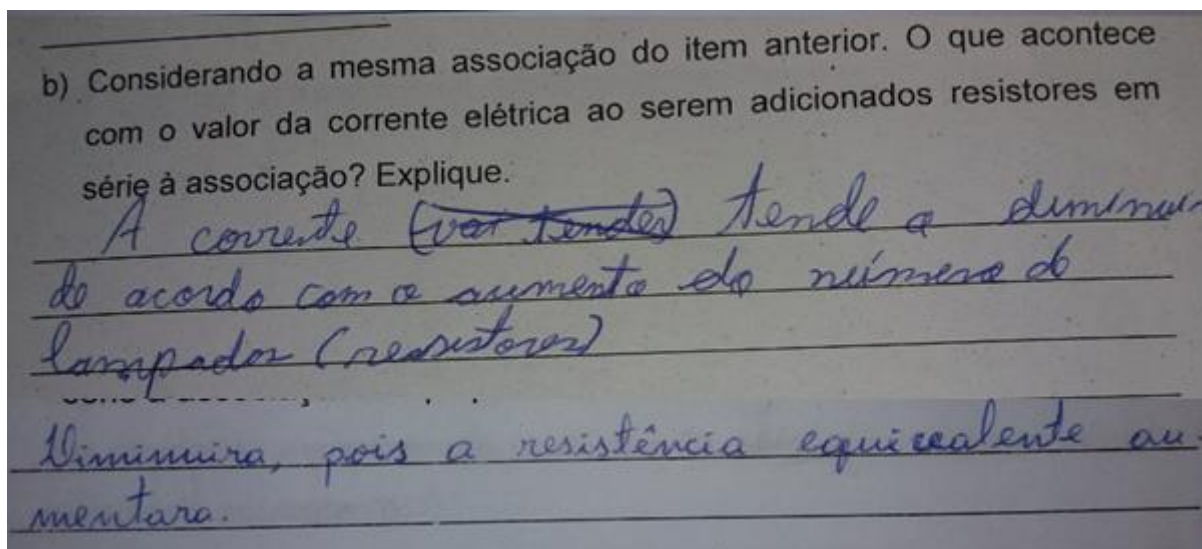 b) Considerando a mesma associação do item anterior. O que acontece
com o valor da corrente elétrica ao serem adicionados resistores em
série à associação? Explique.
A corrente (vai tender) tende a diminuir
de acordo com o aumento do número de
lampadas (resistores)
Diminuira, pois a resistência equivalente au
mentara.